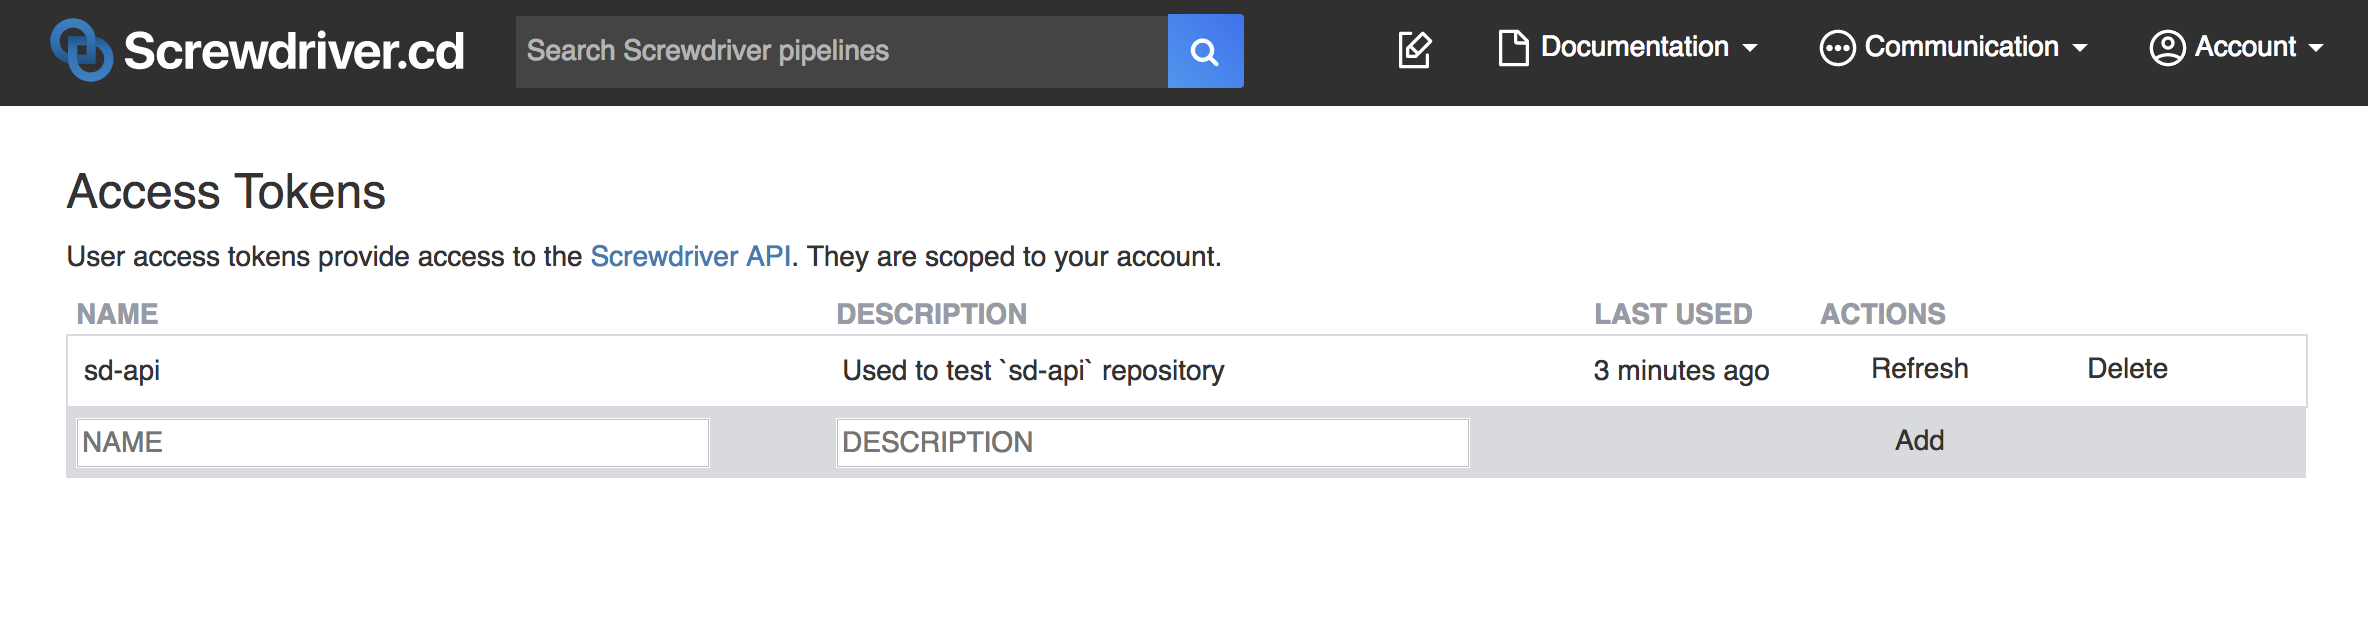 Screwdriver.cd Search Screwdriver pipelines Documentation Communication Account
Access Tokens
User access tokens provide access to the Screwdriver API. They are scoped to your account.
NAME DESCRIPTION LAST USED ACTIONS
sd-api Used to test `sd-api` repository 3 minutes ago Refresh Delete
NAME DESCRIPTION Add